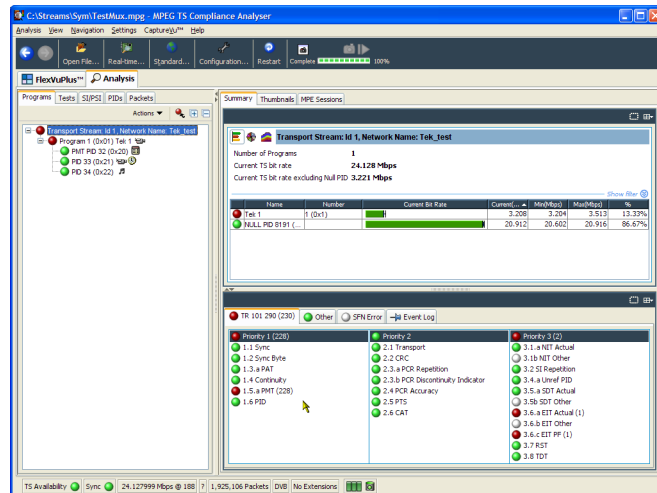 C:\Streams\Sym\TestMux.mpg - MPEG TS Compliance Analyser
Analysis View Navigation Settings CaptureVu™ Help
Open File... Real-time... Standard... Configuration... Restart Complete 100%
FlexVuPlus™ Analysis
Programs Tests SI/PSI PIDs Packets
Actions
Transport Stream: Id 1, Network Name: Tek_test
Program 1 (0x01) Tek 1
PMT PID 32 (0x20)
PID 33 (0x21)
PID 34 (0x22)
Summary Thumbnails MPE Sessions
Transport Stream: Id 1, Network Name: Tek_test
Number of Programs 1
Current TS bit rate 24.128 Mbps
Current TS bit rate excluding Null PID 3.221 Mbps
Show filter
Name Number Current Bit Rate Current(... Min(Mbps) Max(Mbps) %
Tek 1 1 (0x1) 3.208 3.204 3.513 13.33%
NULL PID 8191 (... 20.912 20.602 20.916 86.67%
TR 101 290 (230) Other SFN Error Event Log
Priority 1 (228) Priority 2 Priority 3 (2)
1.1 Sync 2.1 Transport 3.1.a NIT Actual
1.2 Sync Byte 2.2 CRC 3.1b NIT Other
1.3.a PAT 2.3.a PCR Repetition 3.2 SI Repetition
1.4 Continuity 2.3.b PCR Discontinuity Indicator 3.4.a Unref PID
1.5.a PMT (228) 2.4 PCR Accuracy 3.5.a SDT Actual
1.6 PID 2.5 PTS 3.5b SDT Other
2.6 CAT 3.6.a EIT Actual (1)
3.6.b EIT Other
3.6.c EIT PF (1)
3.7 RST
3.8 TDT
TS Availability Sync 24.127999 Mbps @ 188 ? 1,925,106 Packets DVB No Extensions